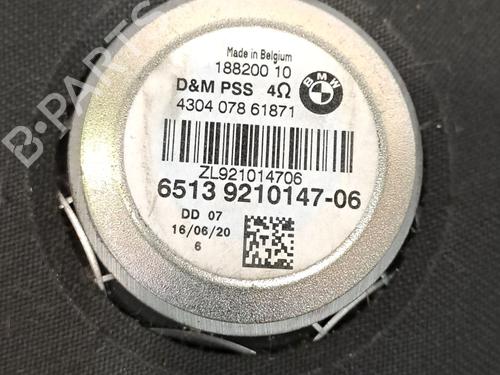 Made in Belgium
188200 10
D&M PSS 4Ω
BMW
4304 078 61871
ZL921014706
6513 9210147-06
DD 07
16/06/20
6
B-PARTS